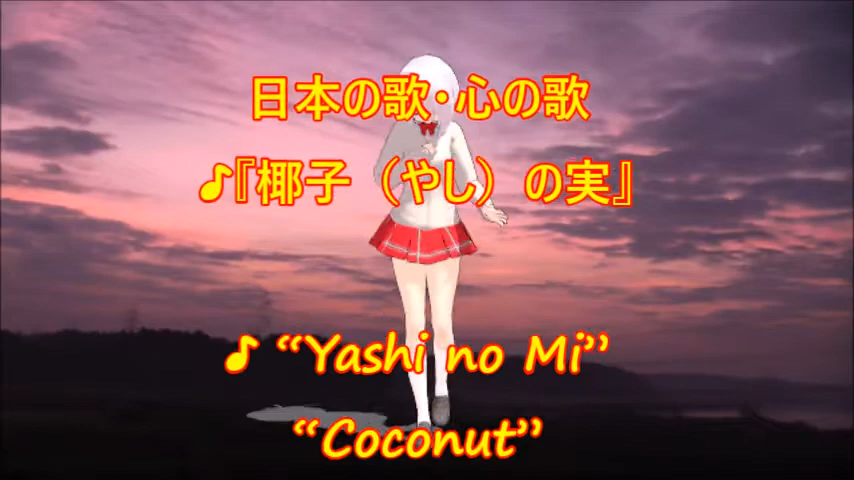 日本の歌・心の歌
♪『椰子（やし）の実』
♪ “Yashi no Mi”
“Coconut”